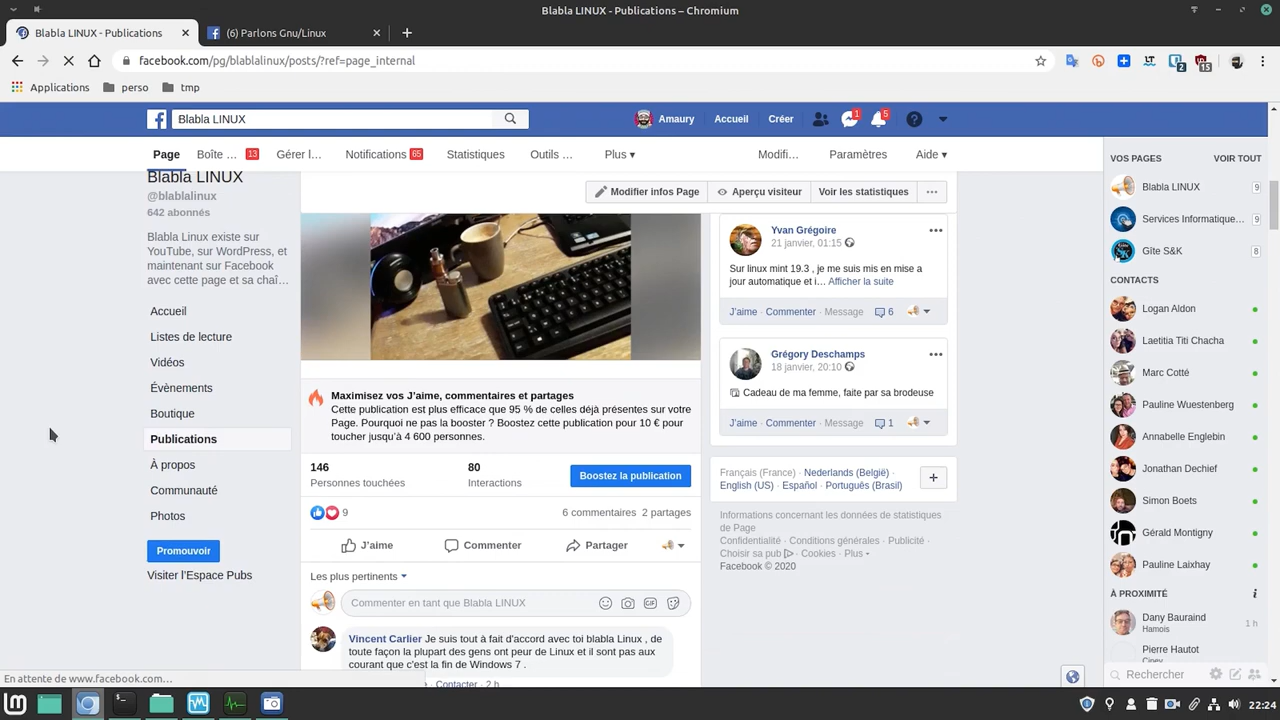 Blabla LINUX - Publications – Chromium
Blabla LINUX - Publications
(6) Parlons Gnu/Linux
facebook.com/pg/blablalinux/posts/?ref=page_internal
LT
2
15
Applications
perso
tmp
Blabla LINUX
Amaury
Accueil
Créer
1
5
Page
Boîte …
13
Gérer l…
Notifications
65
Statistiques
Outils …
Plus
Modifi…
Paramètres
Aide
Blabla LINUX
@blablalinux
642 abonnés
Blabla Linux existe sur
YouTube, sur WordPress, et
maintenant sur Facebook
avec cette page et sa chaî…
Accueil
Listes de lecture
Vidéos
Évènements
Boutique
Publications
À propos
Communauté
Photos
Promouvoir
Visiter l’Espace Pubs
En attente de www.facebook.com…
Modifier infos Page
Aperçu visiteur
Voir les statistiques
Maximisez vos J’aime, commentaires et partages
Cette publication est plus efficace que 95 % de celles déjà présentes sur votre
Page. Pourquoi ne pas la booster ? Boostez cette publication pour 10 € pour
toucher jusqu’à 4 600 personnes.
146
Personnes touchées
80
Interactions
Boostez la publication
9
6 commentaires 2 partages
J’aime
Commenter
Partager
Les plus pertinents
Commenter en tant que Blabla LINUX
GIF
Vincent Carlier Je suis tout à fait d'accord avec toi blabla Linux , de
toute façon la plupart des gens ont peur de Linux et il sont pas aux
courant que c'est la fin de Windows 7 .
Contacter · 2 h
Yvan Grégoire
21 janvier, 01:15
Sur linux mint 19.3 , je me suis mis en mise a
jour automatique et i… Afficher la suite
J’aime · Commenter · Message
6
Grégory Deschamps
18 janvier, 20:10
Cadeau de ma femme, faite par sa brodeuse
J’aime · Commenter · Message
1
Français (France) · Nederlands (België) ·
English (US) · Español · Português (Brasil)
Informations concernant les données de statistiques
de Page
Confidentialité · Conditions générales · Publicité ·
Choisir sa pub · Cookies · Plus
Facebook © 2020
VOS PAGES
VOIR TOUT
Blabla LINUX
9
Services Informatique…
9
Gîte S&K
8
CONTACTS
Logan Aldon
Laetitia Titi Chacha
Marc Cotté
Pauline Wuestenberg
Annabelle Englebin
Jonathan Dechief
Simon Boets
Gérald Montigny
Pauline Laixhay
À PROXIMITÉ
Dany Bauraind
Hamois
1 h
Pierre Hautot
Ciney
Rechercher
22:24